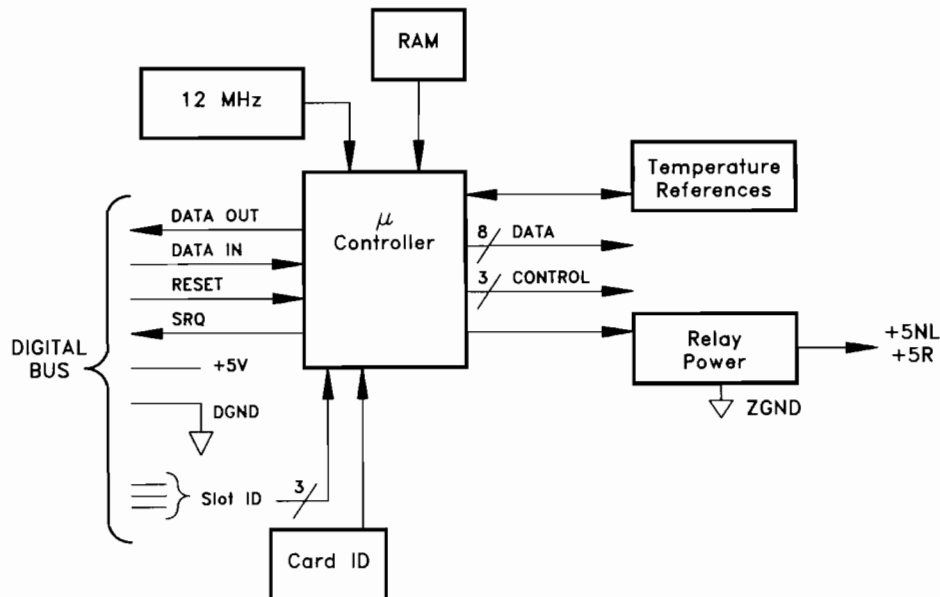 RAM
12 MHz
Temperature
References
μ
Controller
DATA OUT
8 DATA
DATA IN
3 CONTROL
RESET
SRQ
DIGITAL
BUS
Relay
Power
+5NL
+5R
+5V
DGND
ZGND
Slot ID
3
Card ID